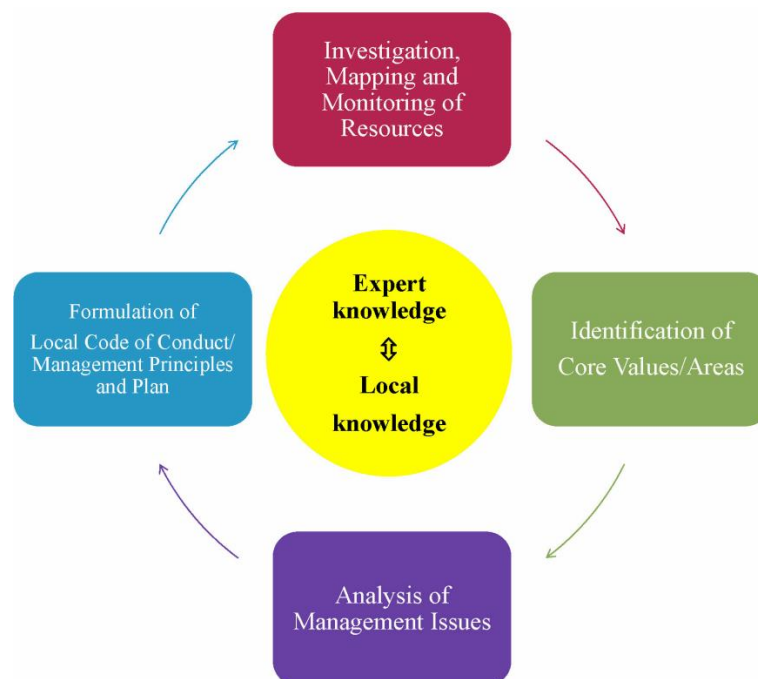 Investigation,
Mapping and
Monitoring of
Resources
Expert
knowledge
⇕
Local
knowledge
Formulation of
Local Code of Conduct/
Management Principles
and Plan
Identification of
Core Values/Areas
Analysis of
Management Issues